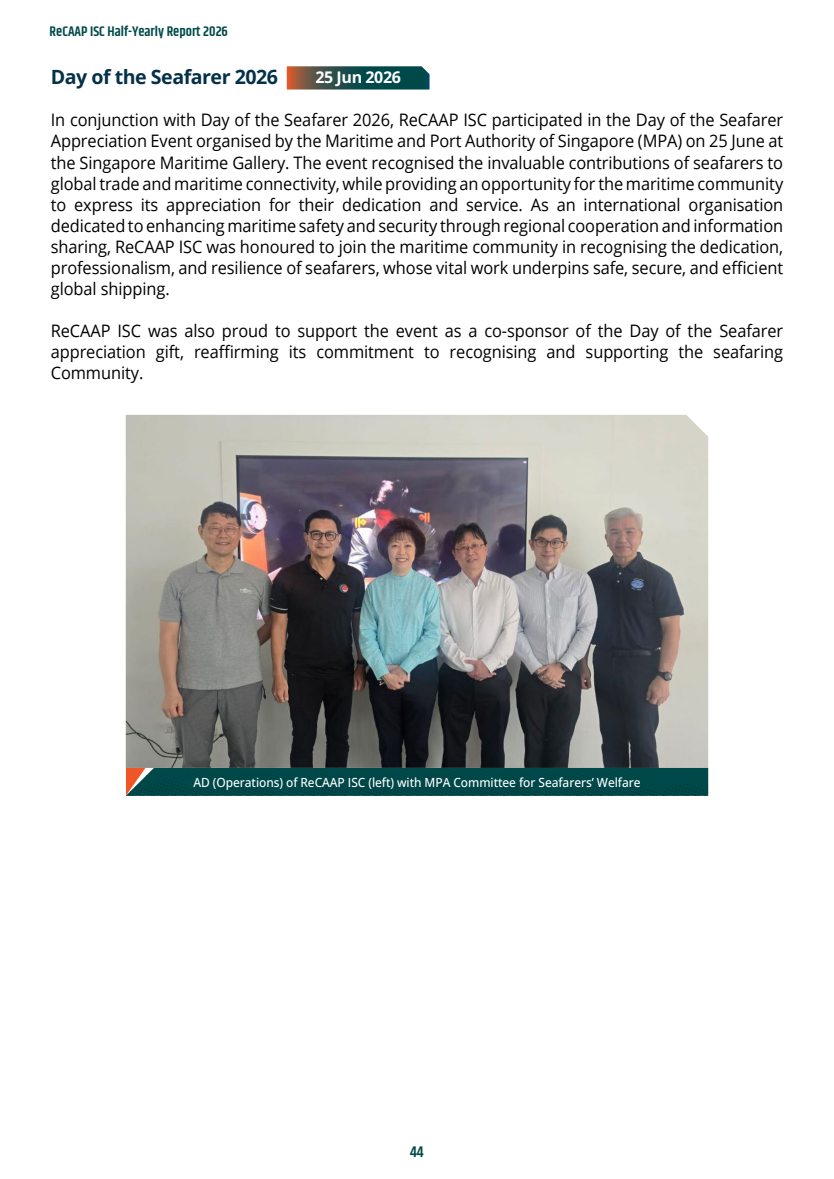 ReCAAP ISC Half-Yearly Report 2026
Day of the Seafarer 2026
25 Jun 2026
In conjunction with Day of the Seafarer 2026, ReCAAP ISC participated in the Day of the Seafarer
Appreciation Event organised by the Maritime and Port Authority of Singapore (MPA) on 25 June at
the Singapore Maritime Gallery. The event recognised the invaluable contributions of seafarers to
global trade and maritime connectivity, while providing an opportunity for the maritime community
to express its appreciation for their dedication and service. As an international organisation
dedicated to enhancing maritime safety and security through regional cooperation and information
sharing, ReCAAP ISC was honoured to join the maritime community in recognising the dedication,
professionalism, and resilience of seafarers, whose vital work underpins safe, secure, and efficient
global shipping.
ReCAAP ISC was also proud to support the event as a co-sponsor of the Day of the Seafarer
appreciation gift, reaffirming its commitment to recognising and supporting the seafaring
Community.
AD (Operations) of ReCAAP ISC (left) with MPA Committee for Seafarers’ Welfare
44